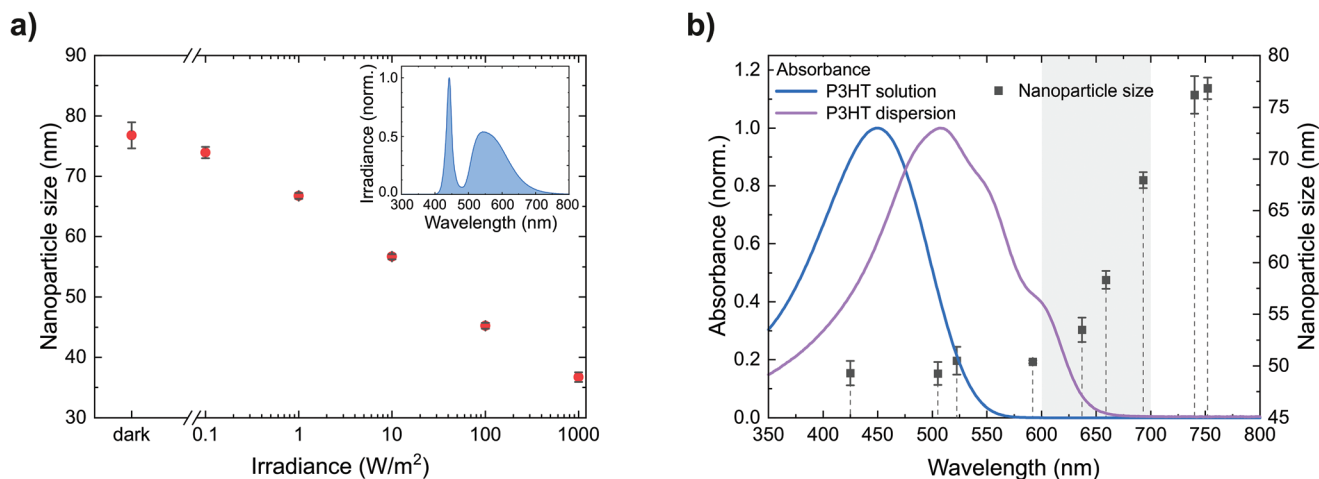 a)
90
80
70
60
50
40
30
Nanoparticle size (nm)
dark
0.1
1
10
100
1000
Irradiance (W/m²)
1.0
0.5
0.0
Irradiance (norm.)
300 400 500 600 700 800
Wavelength (nm)
b)
Absorbance
P3HT solution
P3HT dispersion
Nanoparticle size
1.2
1.0
0.8
0.6
0.4
0.2
0.0
Absorbance (norm.)
350 400 450 500 550 600 650 700 750 800
Wavelength (nm)
80
75
70
65
60
55
50
45
Nanoparticle size (nm)